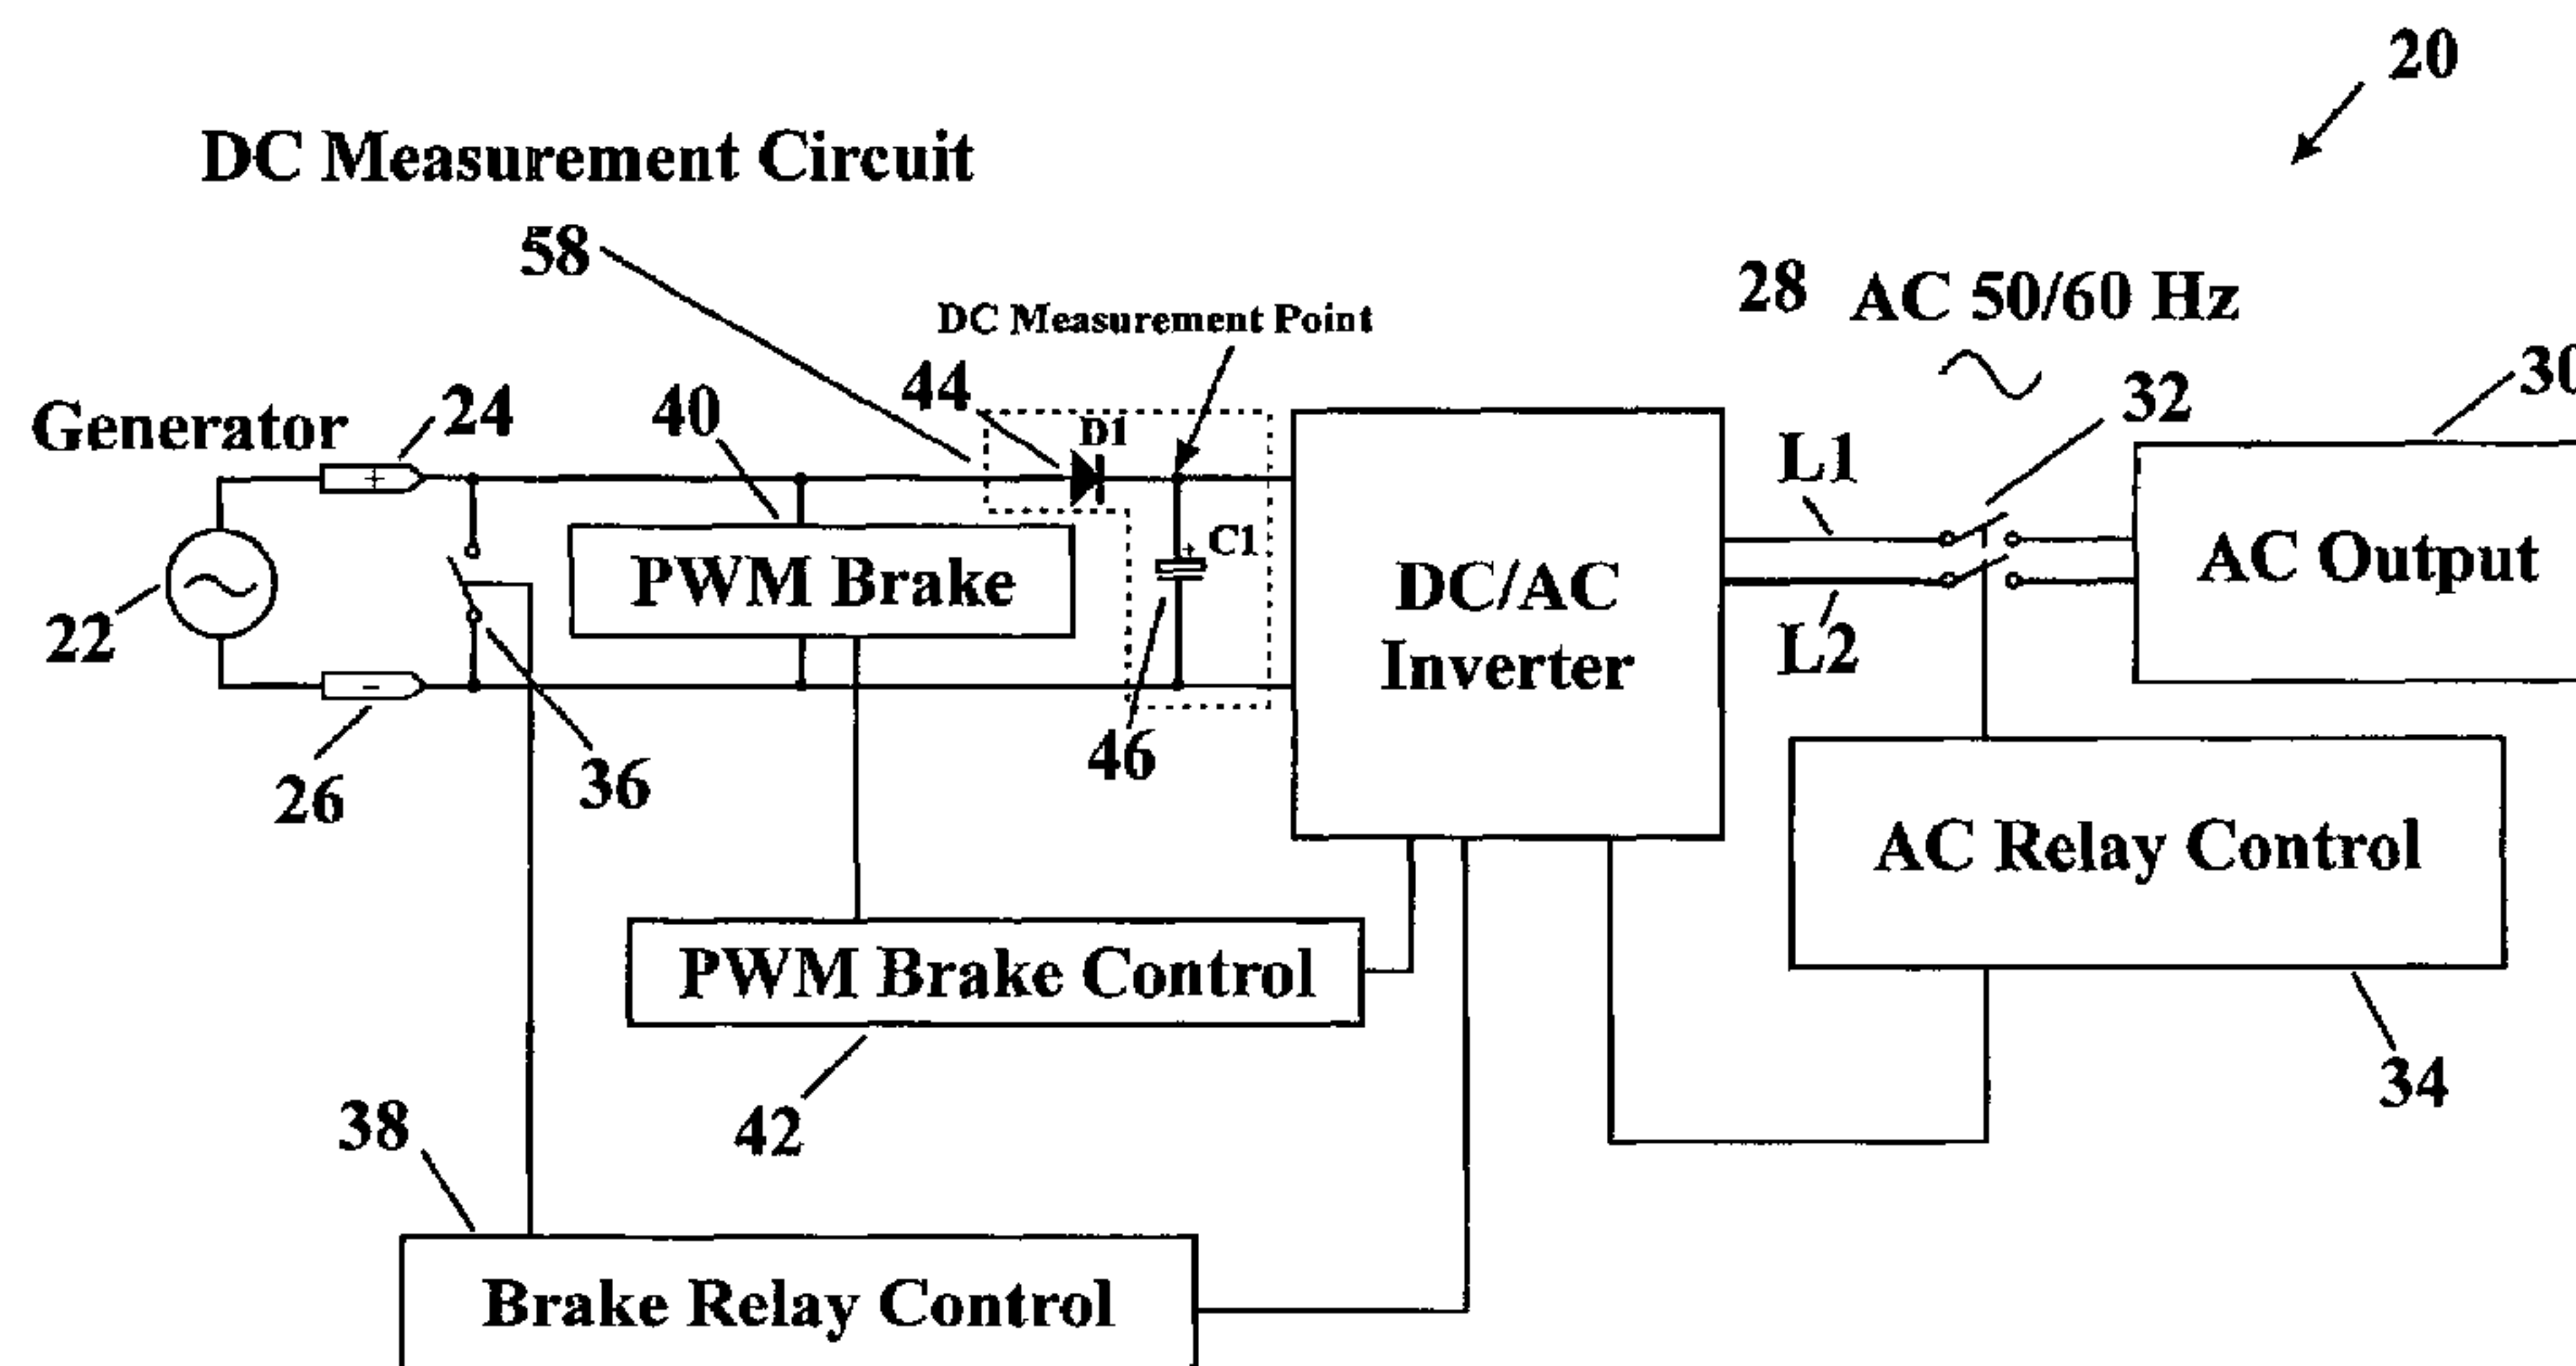 20
DC Measurement Circuit
58
DC Measurement Point
28 AC 50/60 Hz
44
D1
32
30
Generator
24
40
L1
+
+ C1
PWM Brake
DC/AC
Inverter
AC Output
22
-
L2
26
36
46
AC Relay Control
PWM Brake Control
34
42
38
Brake Relay Control